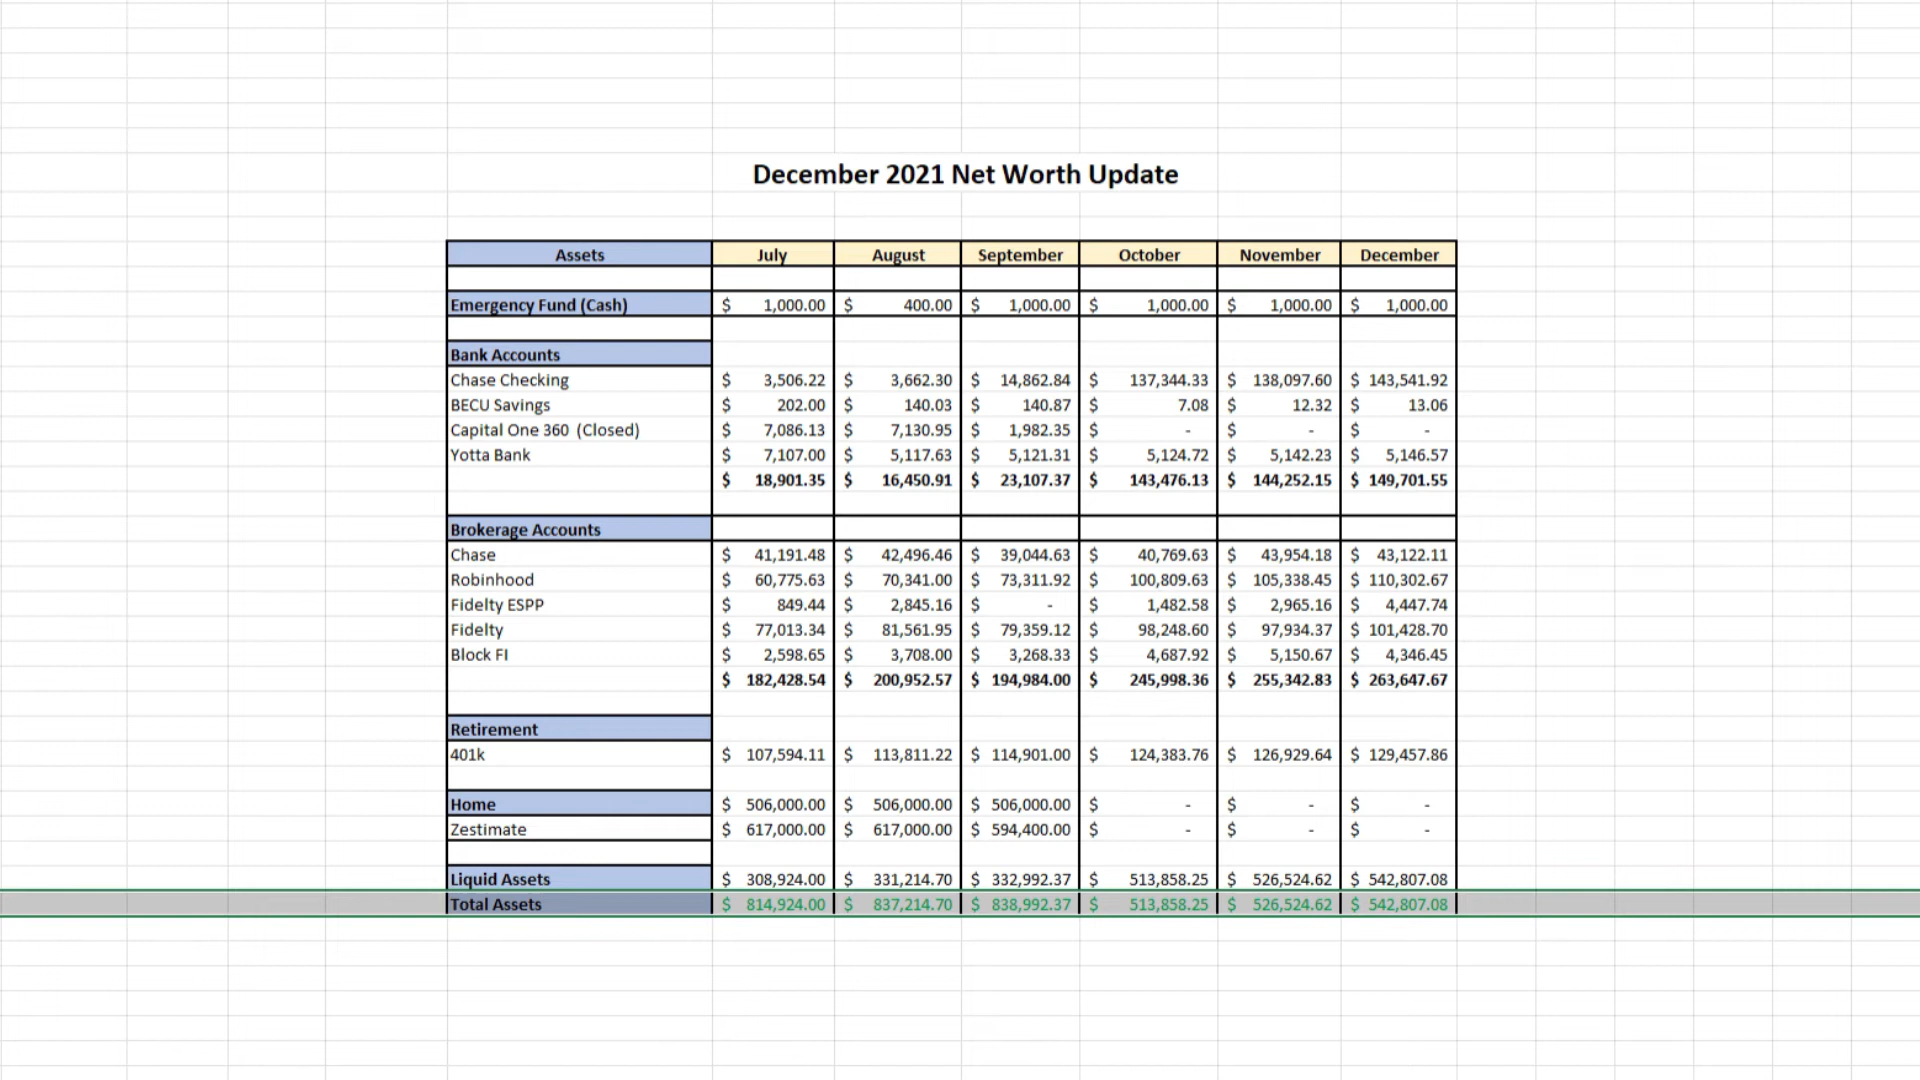 December 2021 Net Worth Update
Assets July August September October November December
Emergency Fund (Cash) $ 1,000.00 $ 400.00 $ 1,000.00 $ 1,000.00 $ 1,000.00 $ 1,000.00
Bank Accounts
Chase Checking $ 3,506.22 $ 3,662.30 $ 14,862.84 $ 137,344.33 $ 138,097.60 $ 143,541.92
BECU Savings $ 202.00 $ 140.03 $ 140.87 $ 7.08 $ 12.32 $ 13.06
Capital One 360 (Closed) $ 7,086.13 $ 7,130.95 $ 1,982.35 $ - $ - $ -
Yotta Bank $ 7,107.00 $ 5,117.63 $ 5,121.31 $ 5,124.72 $ 5,142.23 $ 5,146.57
$ 18,901.35 $ 16,450.91 $ 23,107.37 $ 143,476.13 $ 144,252.15 $ 149,701.55
Brokerage Accounts
Chase $ 41,191.48 $ 42,496.46 $ 39,044.63 $ 40,769.63 $ 43,954.18 $ 43,122.11
Robinhood $ 60,775.63 $ 70,341.00 $ 73,311.92 $ 100,809.63 $ 105,338.45 $ 110,302.67
Fidelty ESPP $ 849.44 $ 2,845.16 $ - $ 1,482.58 $ 2,965.16 $ 4,447.74
Fidelty $ 77,013.34 $ 81,561.95 $ 79,359.12 $ 98,248.60 $ 97,934.37 $ 101,428.70
Block FI $ 2,598.65 $ 3,708.00 $ 3,268.33 $ 4,687.92 $ 5,150.67 $ 4,346.45
$ 182,428.54 $ 200,952.57 $ 194,984.00 $ 245,998.36 $ 255,342.83 $ 263,647.67
Retirement
401k $ 107,594.11 $ 113,811.22 $ 114,901.00 $ 124,383.76 $ 126,929.64 $ 129,457.86
Home $ 506,000.00 $ 506,000.00 $ 506,000.00 $ - $ - $ -
Zestimate $ 617,000.00 $ 617,000.00 $ 594,400.00 $ - $ - $ -
Liquid Assets $ 308,924.00 $ 331,214.70 $ 332,992.37 $ 513,858.25 $ 526,524.62 $ 542,807.08
Total Assets $ 814,924.00 $ 837,214.70 $ 838,992.37 $ 513,858.25 $ 526,524.62 $ 542,807.08